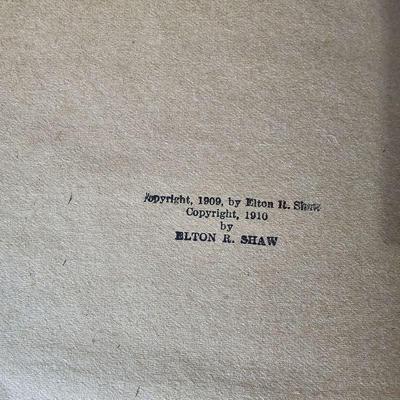 Copyright, 1909, by Elton R. Shaw
Copyright, 1910
by
ELTON R. SHAW